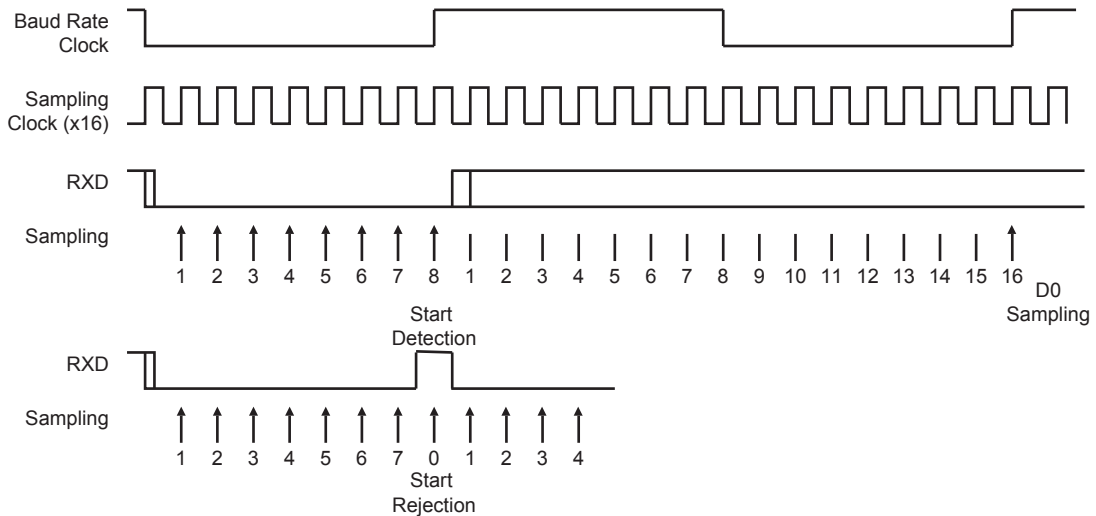 Baud Rate
Clock
Sampling
Clock (x16)
RXD
Sampling
1 2 3 4 5 6 7 8 1 2 3 4 5 6 7 8 9 10 11 12 13 14 15 16
D0
Sampling
Start
Detection
RXD
Sampling
1 2 3 4 5 6 7 0 1 2 3 4
Start
Rejection